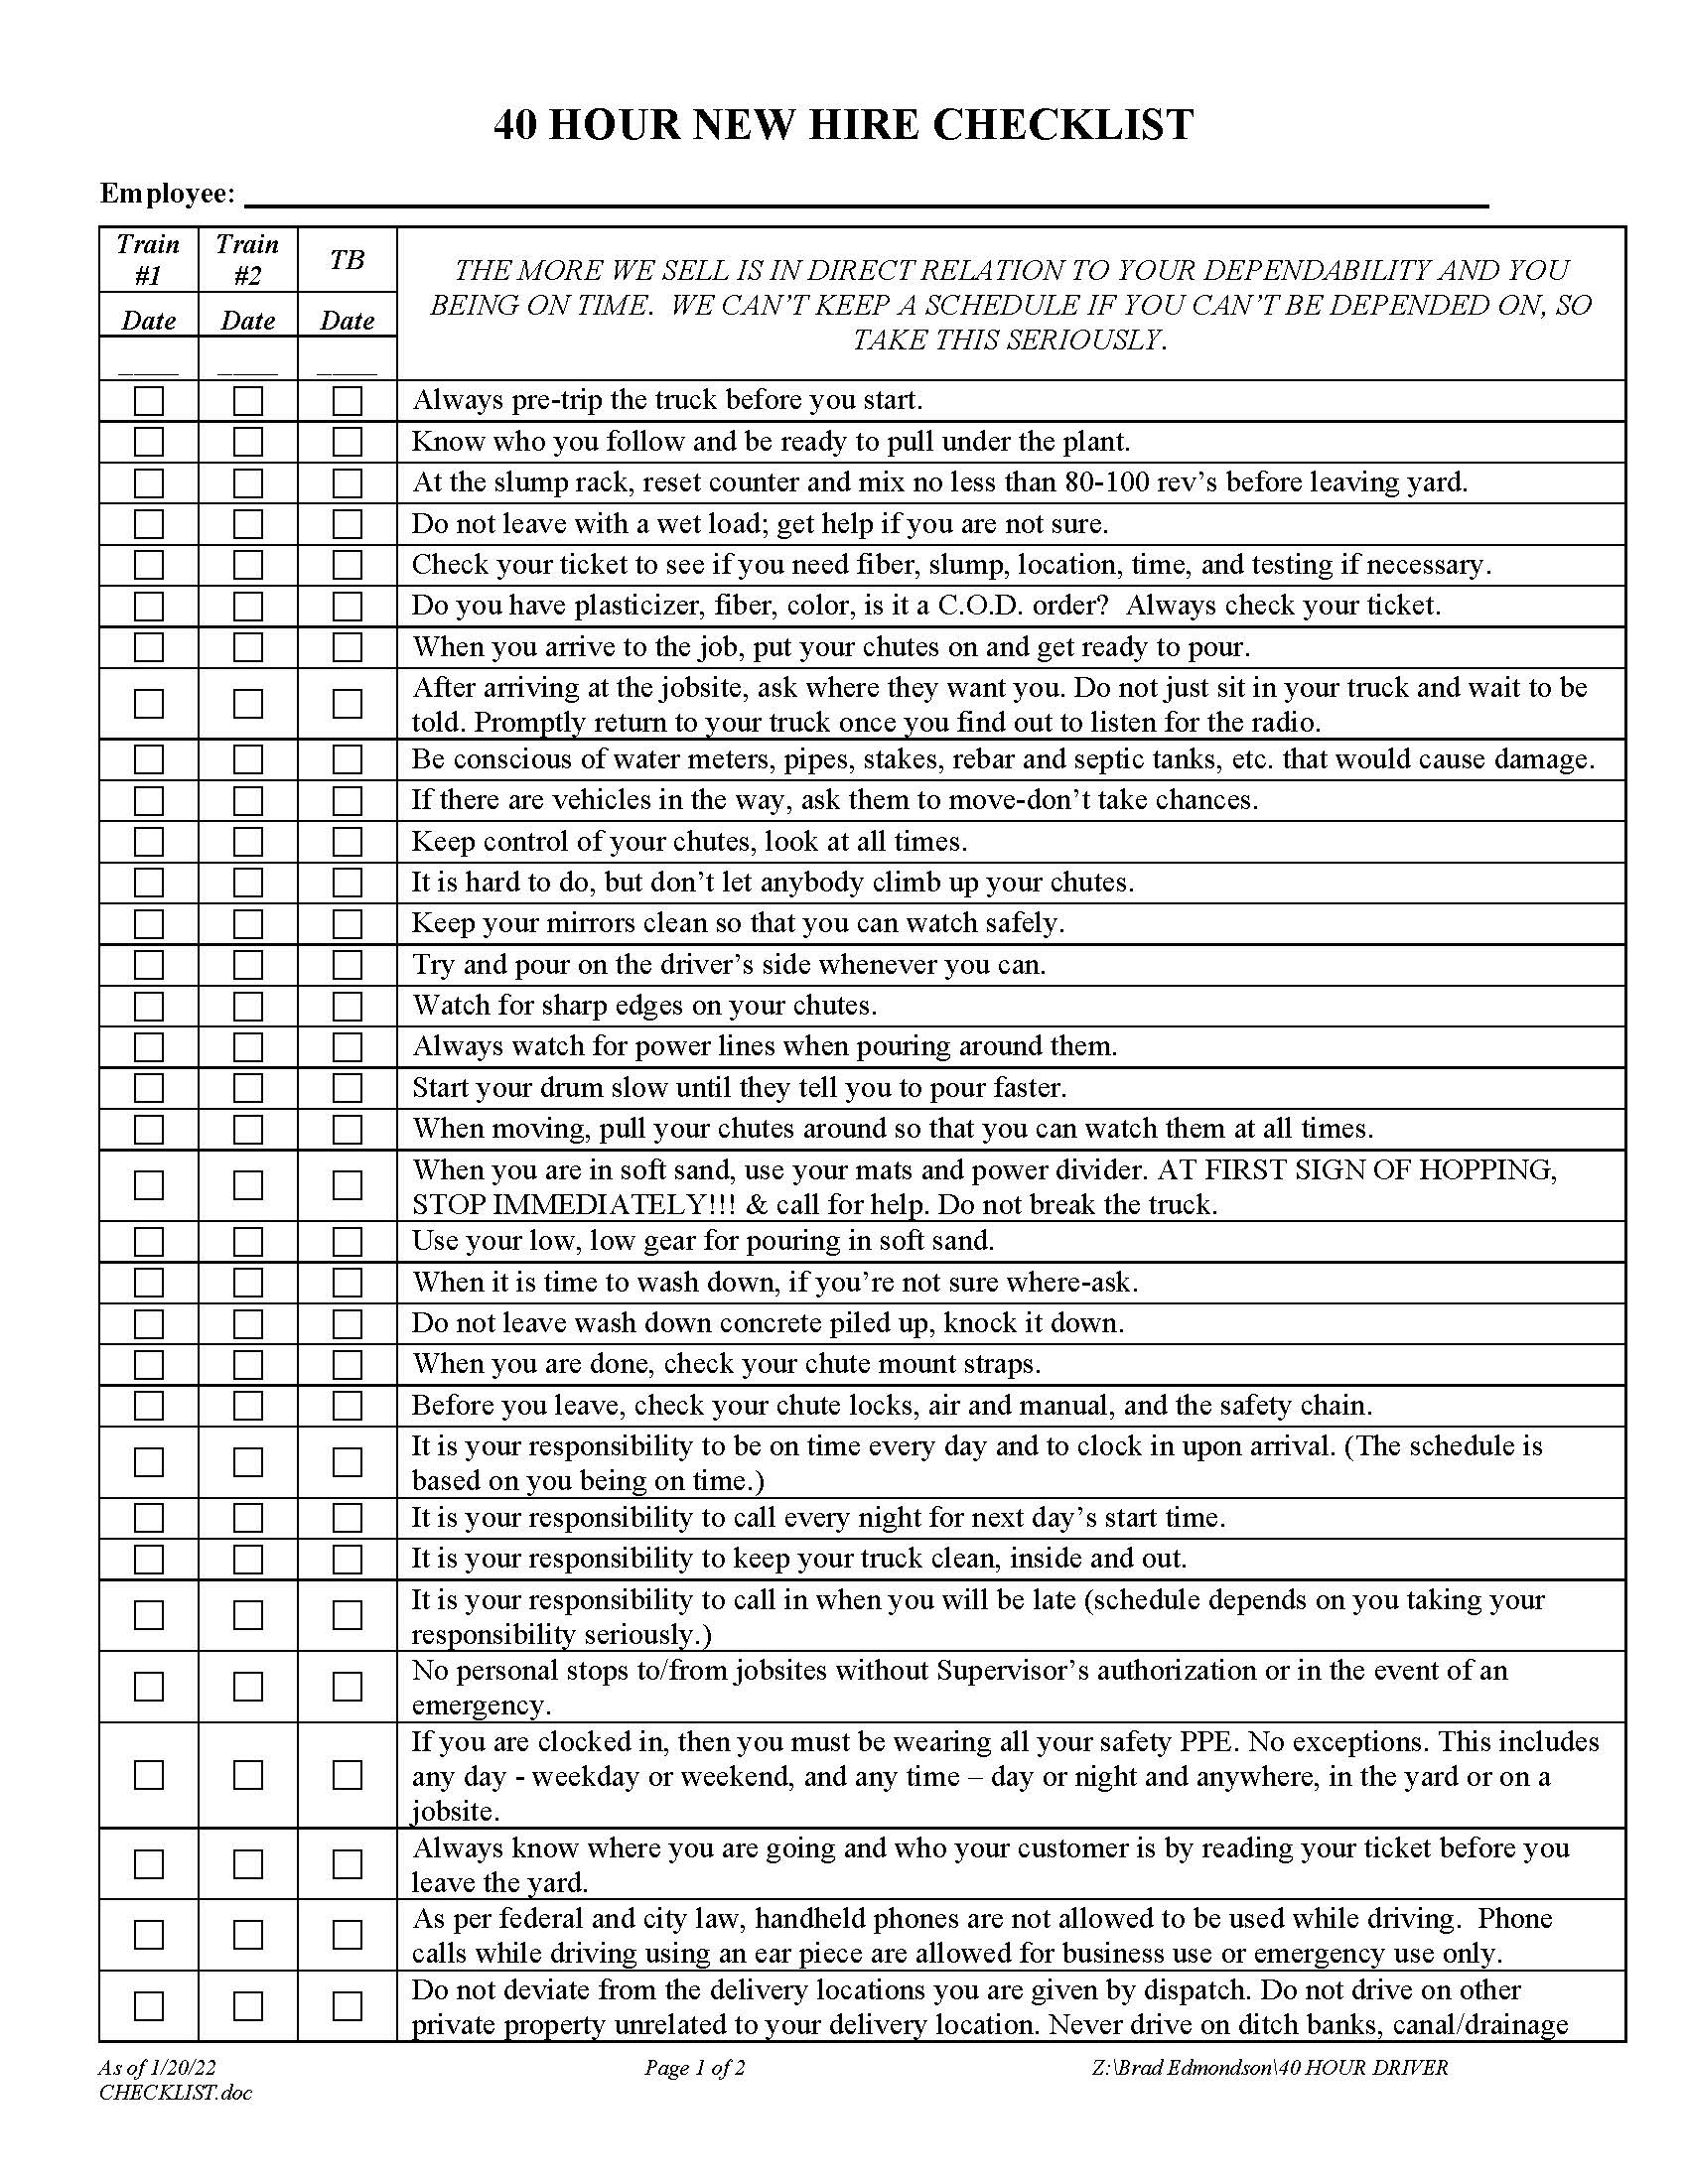 40 HOUR NEW HIRE CHECKLIST
Employee:
Train #1
Train #2
TB
Date
Date
Date
____
____
____
THE MORE WE SELL IS IN DIRECT RELATION TO YOUR DEPENDABILITY AND YOU
BEING ON TIME.  WE CAN’T KEEP A SCHEDULE IF YOU CAN’T BE DEPENDED ON, SO
TAKE THIS SERIOUSLY.
Always pre-trip the truck before you start.
Know who you follow and be ready to pull under the plant.
At the slump rack, reset counter and mix no less than 80-100 rev’s before leaving yard.
Do not leave with a wet load; get help if you are not sure.
Check your ticket to see if you need fiber, slump, location, time, and testing if necessary.
Do you have plasticizer, fiber, color, is it a C.O.D. order?  Always check your ticket.
When you arrive to the job, put your chutes on and get ready to pour.
After arriving at the jobsite, ask where they want you. Do not just sit in your truck and wait to be
told. Promptly return to your truck once you find out to listen for the radio.
Be conscious of water meters, pipes, stakes, rebar and septic tanks, etc. that would cause damage.
If there are vehicles in the way, ask them to move-don’t take chances.
Keep control of your chutes, look at all times.
It is hard to do, but don’t let anybody climb up your chutes.
Keep your mirrors clean so that you can watch safely.
Try and pour on the driver’s side whenever you can.
Watch for sharp edges on your chutes.
Always watch for power lines when pouring around them.
Start your drum slow until they tell you to pour faster.
When moving, pull your chutes around so that you can watch them at all times.
When you are in soft sand, use your mats and power divider. AT FIRST SIGN OF HOPPING,
STOP IMMEDIATELY!!! & call for help. Do not break the truck.
Use your low, low gear for pouring in soft sand.
When it is time to wash down, if you’re not sure where-ask.
Do not leave wash down concrete piled up, knock it down.
When you are done, check your chute mount straps.
Before you leave, check your chute locks, air and manual, and the safety chain.
It is your responsibility to be on time every day and to clock in upon arrival. (The schedule is
based on you being on time.)
It is your responsibility to call every night for next day’s start time.
It is your responsibility to keep your truck clean, inside and out.
It is your responsibility to call in when you will be late (schedule depends on you taking your
responsibility seriously.)
No personal stops to/from jobsites without Supervisor’s authorization or in the event of an
emergency.
If you are clocked in, then you must be wearing all your safety PPE. No exceptions. This includes
any day - weekday or weekend, and any time – day or night and anywhere, in the yard or on a
jobsite.
Always know where you are going and who your customer is by reading your ticket before you
leave the yard.
As per federal and city law, handheld phones are not allowed to be used while driving.  Phone
calls while driving using an ear piece are allowed for business use or emergency use only.
Do not deviate from the delivery locations you are given by dispatch. Do not drive on other
private property unrelated to your delivery location. Never drive on ditch banks, canal/drainage
As of 1/20/22 Page 1 of 2 Z:\Brad Edmondson\40 HOUR DRIVER
CHECKLIST.doc